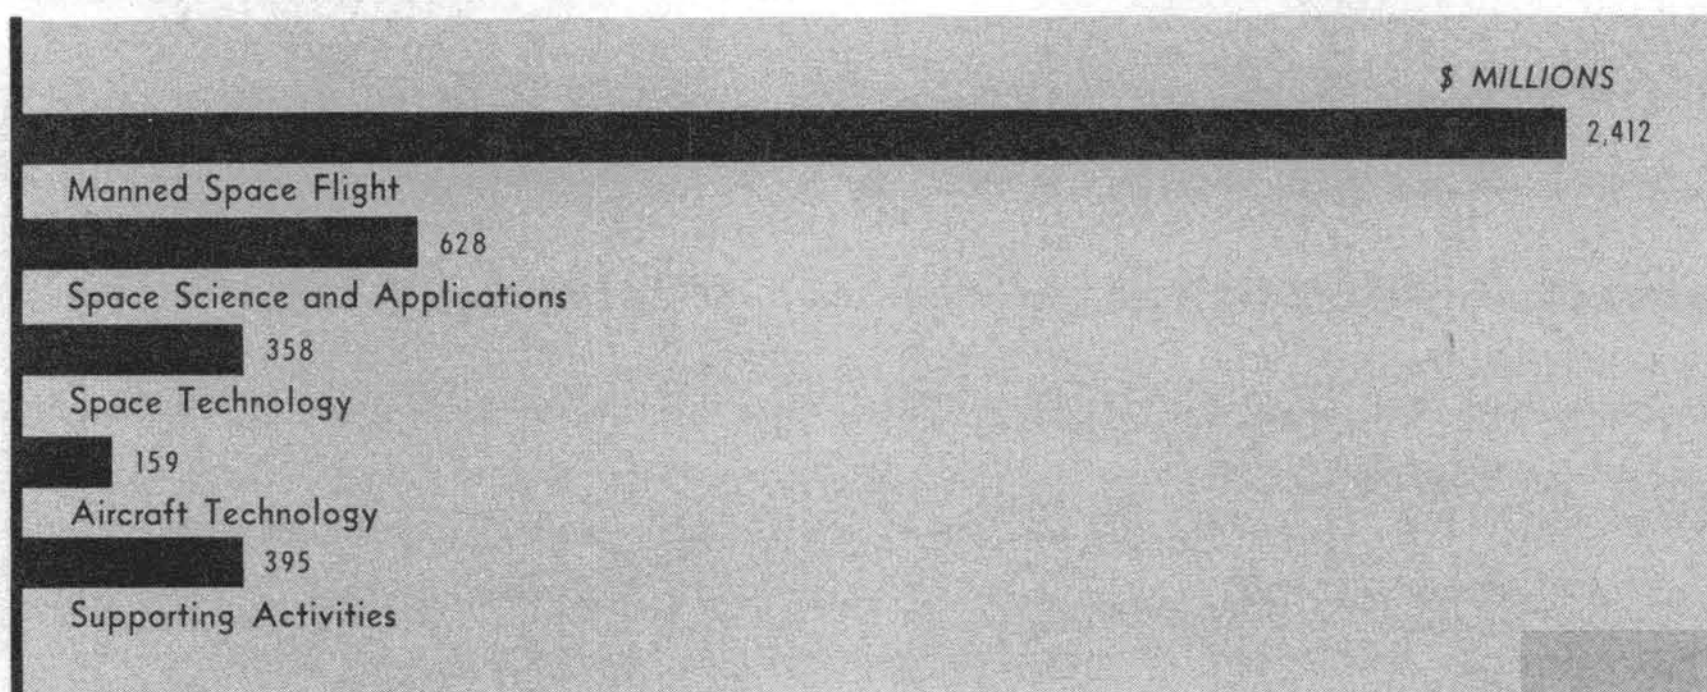 $ MILLIONS
2,412
Manned Space Flight
628
Space Science and Applications
358
Space Technology
159
Aircraft Technology
395
Supporting Activities